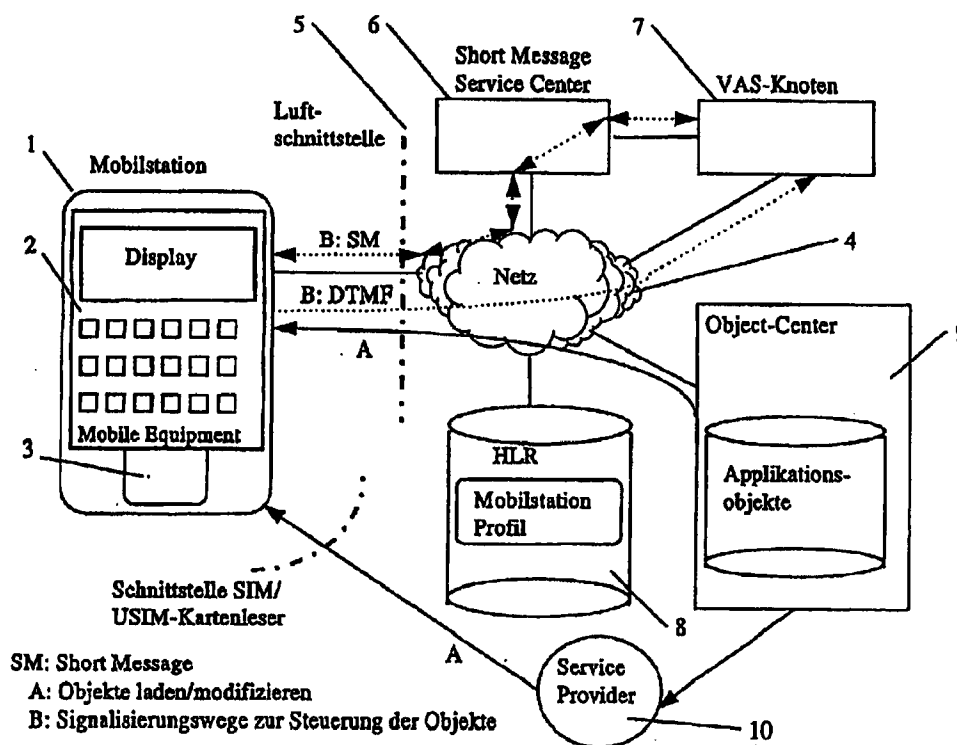 6
7
5
Short Message
Service Center
VAS-Knoten
Luft-
schnittstelle
1
Mobilstation
2
Display
B: SM
Netz
4
B: DTMF
A
Object-Center
9
Mobile Equipment
3
HLR
Mobilstation
Profil
Applikations-
objekte
Schnittstelle SIM/
USIM-Kartenleser
8
SM: Short Message
A
Service
Provider
A: Objekte laden/modifizieren
B: Signalisierungswege zur Steuerung der Objekte
10